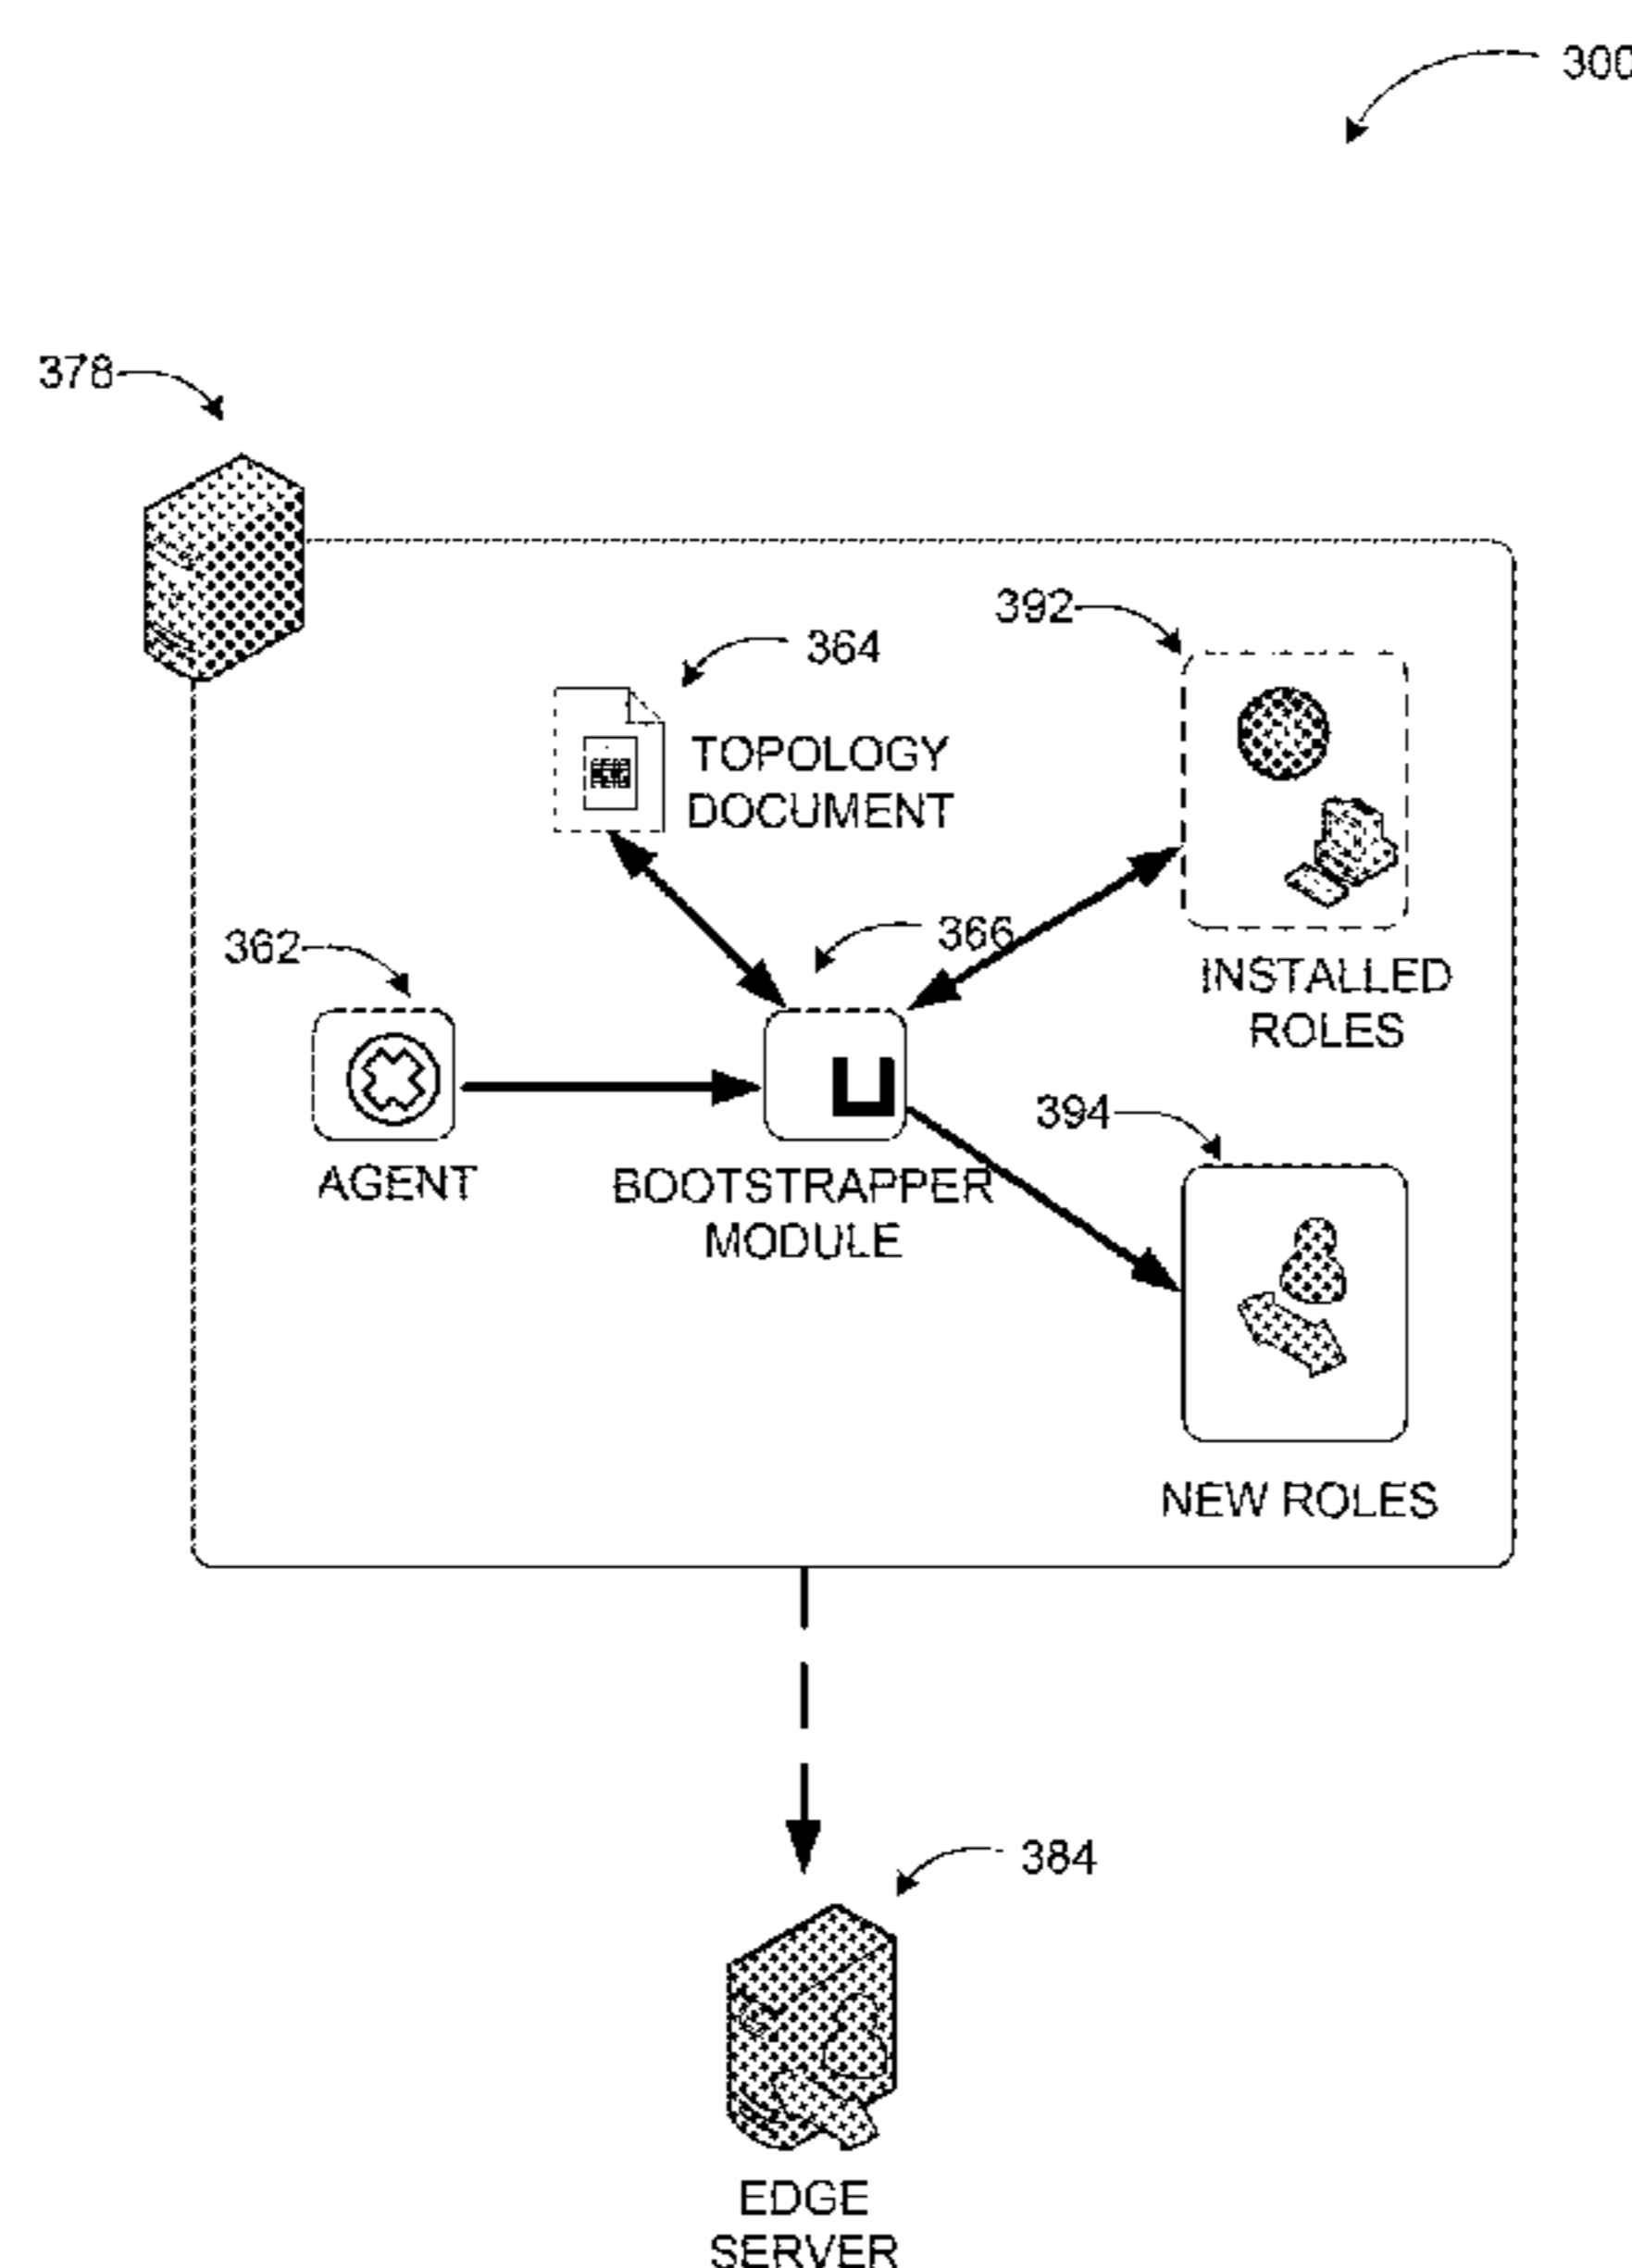 300
378
392
364
TOPOLOGY
DOCUMENT
366
362
INSTALLED
ROLES
394
AGENT
BOOTSTRAPPER
MODULE
NEW ROLES
384
EDGE
SERVER